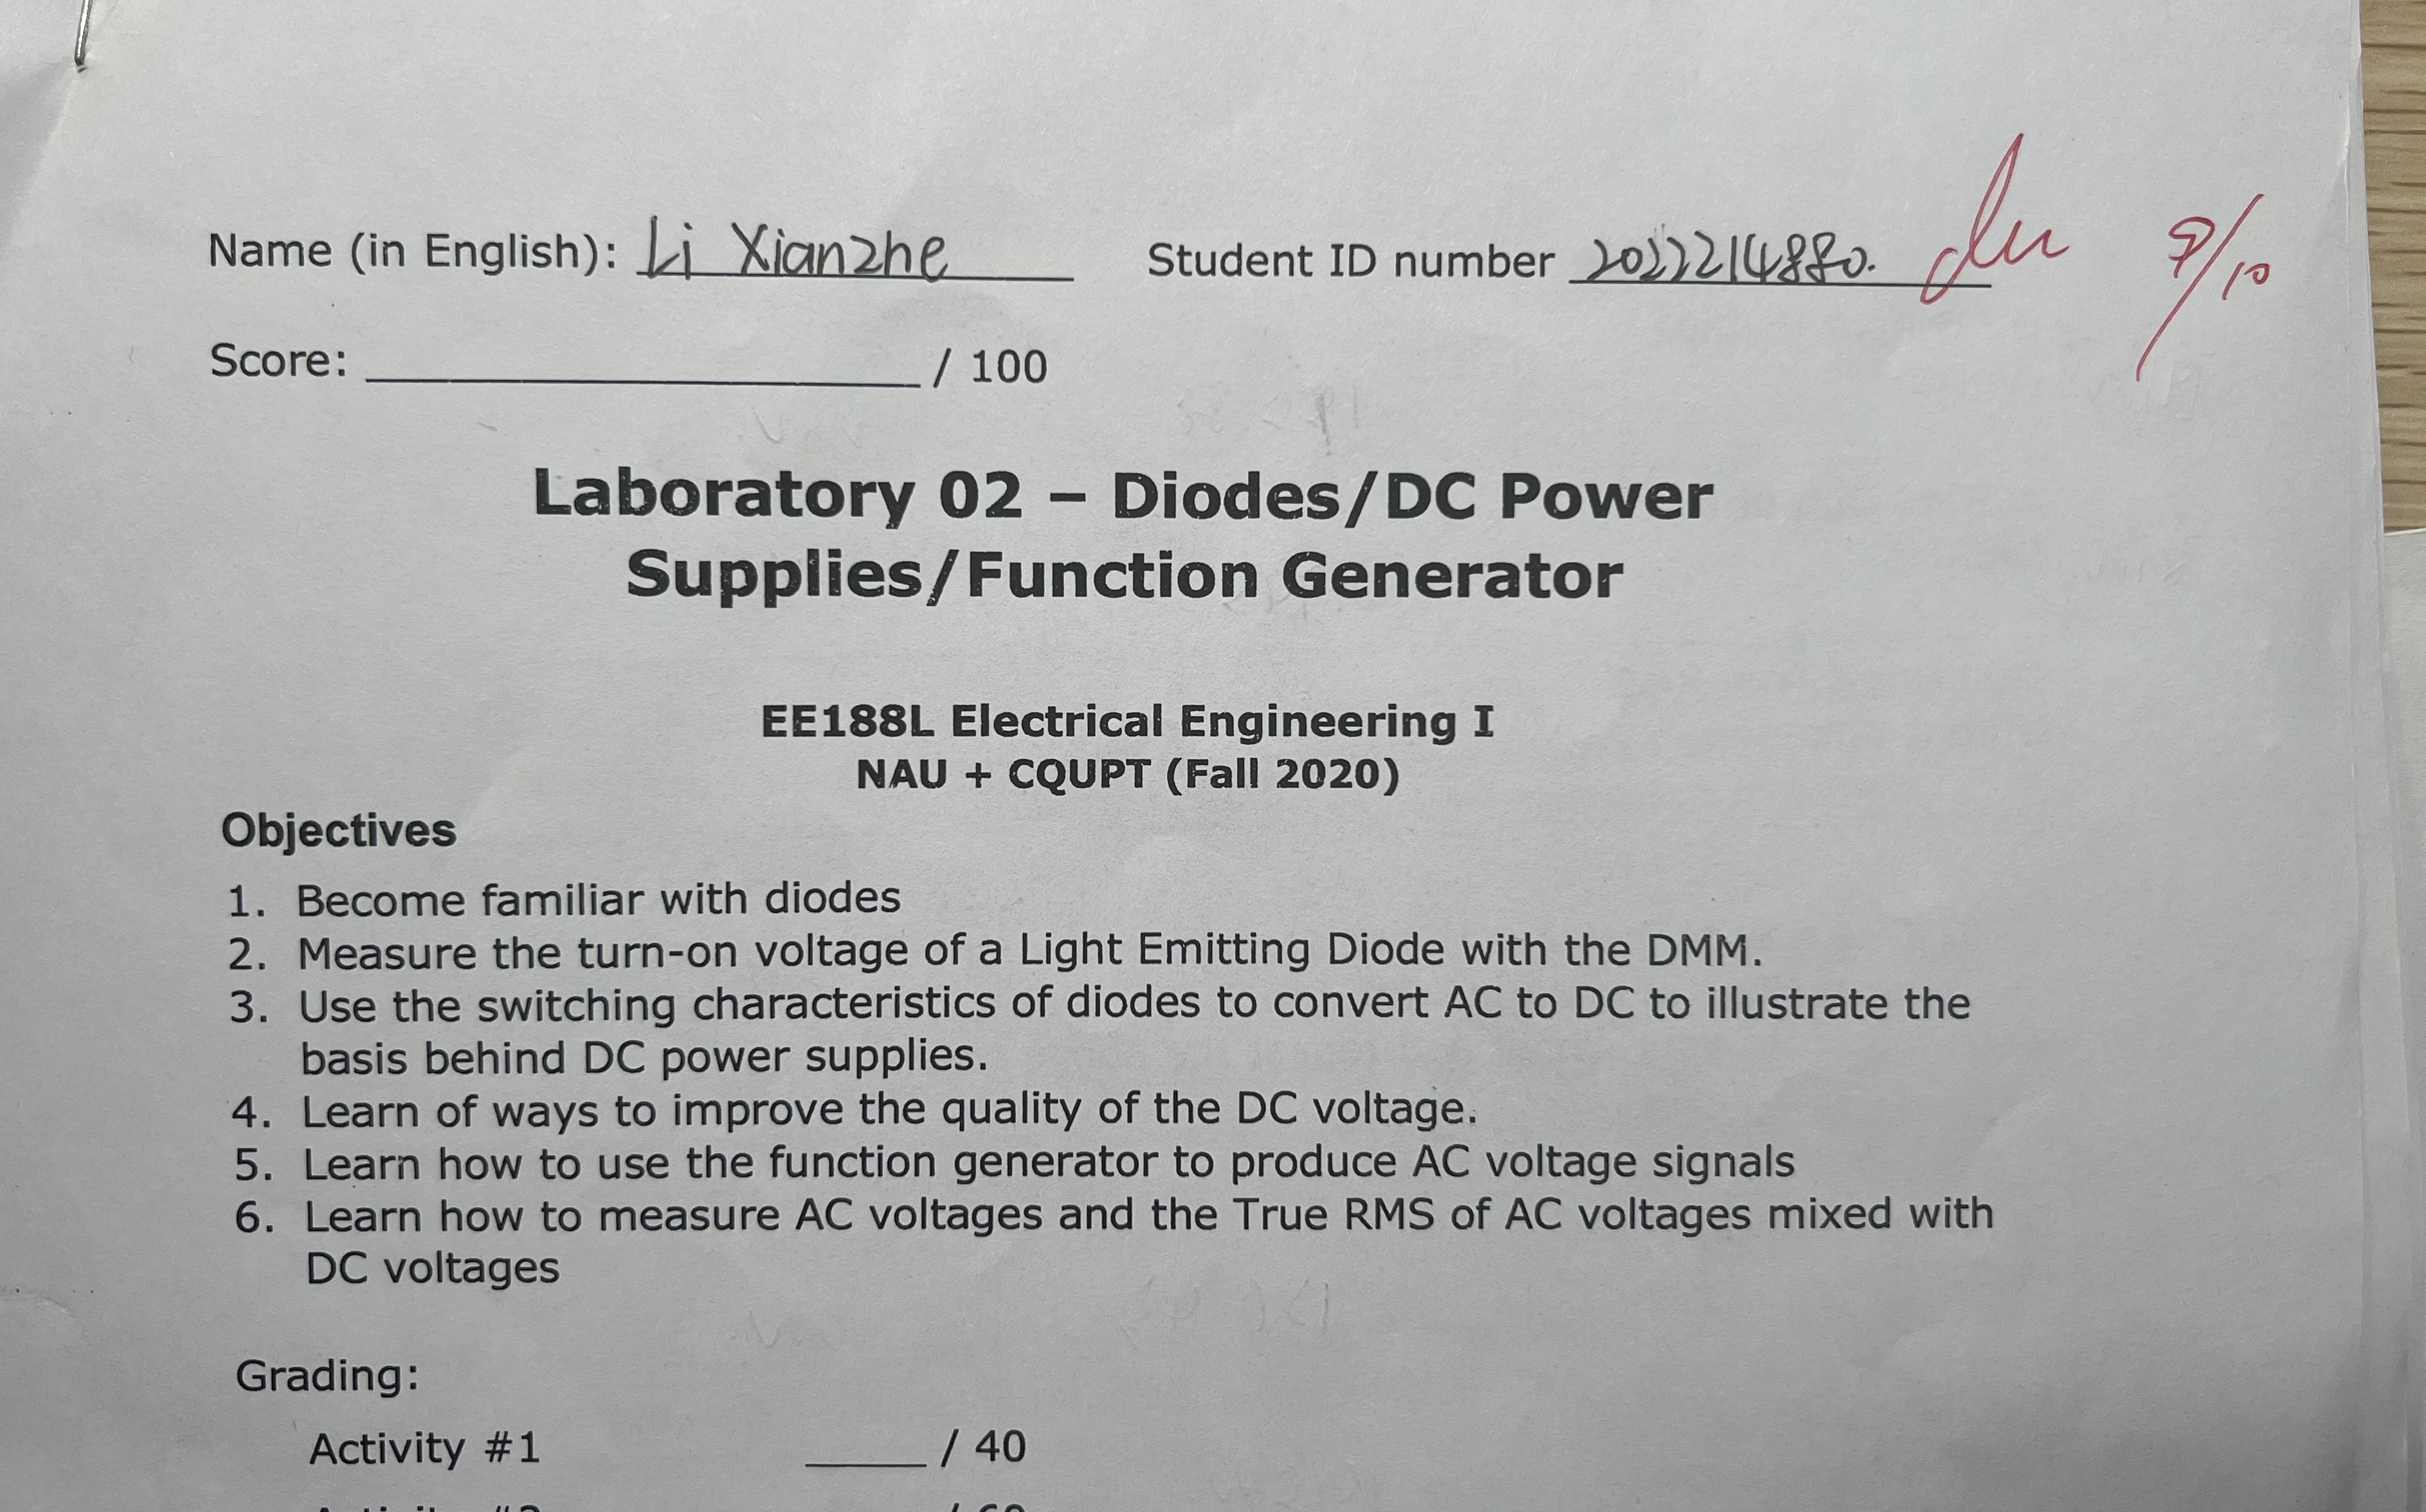 Name (in English): Li Xianzhe Student ID number 2022214880.
/10
Score: / 100
Laboratory 02 – Diodes/DC Power
Supplies/Function Generator
EE188L Electrical Engineering I
NAU + CQUPT (Fall 2020)
Objectives
1. Become familiar with diodes
2. Measure the turn-on voltage of a Light Emitting Diode with the DMM.
3. Use the switching characteristics of diodes to convert AC to DC to illustrate the
basis behind DC power supplies.
4. Learn of ways to improve the quality of the DC voltage.
5. Learn how to use the function generator to produce AC voltage signals
6. Learn how to measure AC voltages and the True RMS of AC voltages mixed with
DC voltages
Grading:
Activity #1 _____ / 40